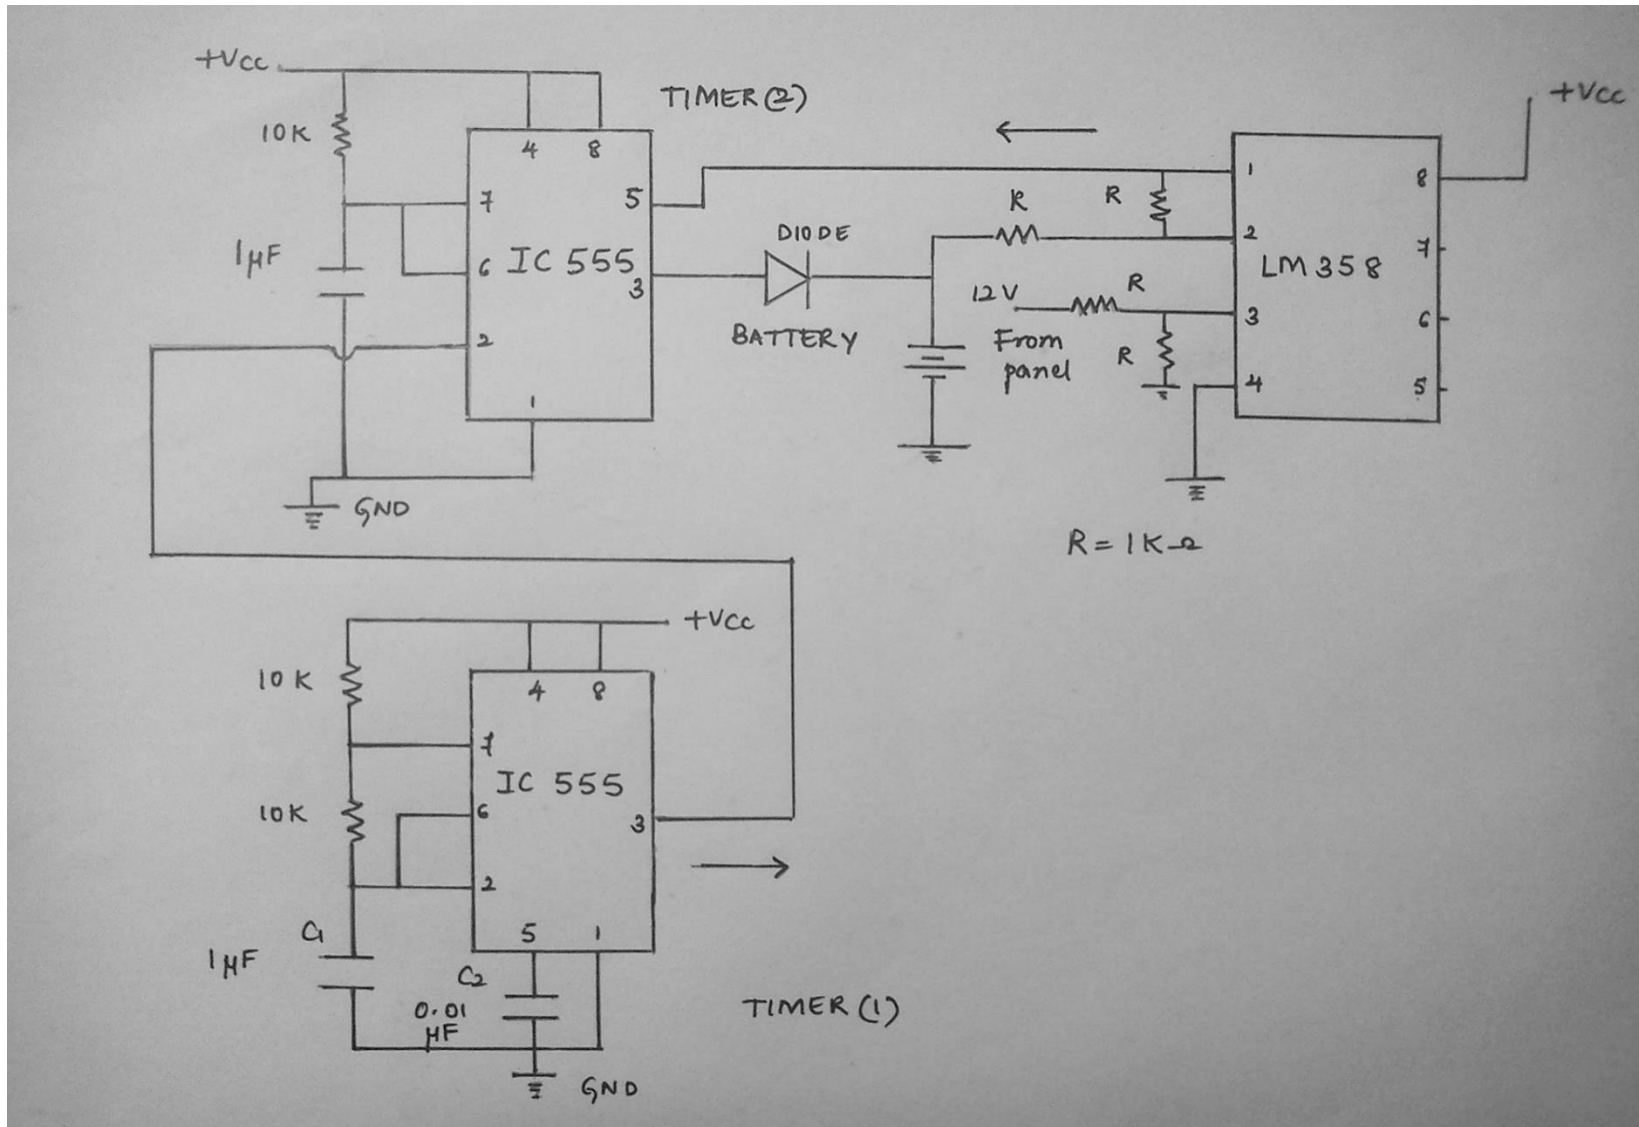 +Vcc
TIMER (2)
+Vcc
10K
4 8
7
5
1µF
6 IC 555
3
2
1
GND
DIODE
BATTERY
R
R
12V
R
From
panel
R
1
8
2
7
LM 358
3
6
4
5
R = 1KΩ
+Vcc
10K
4 8
7
IC 555
10K
6
3
2
5 1
C1
1µF
C2
0.01
µF
TIMER (1)
GND